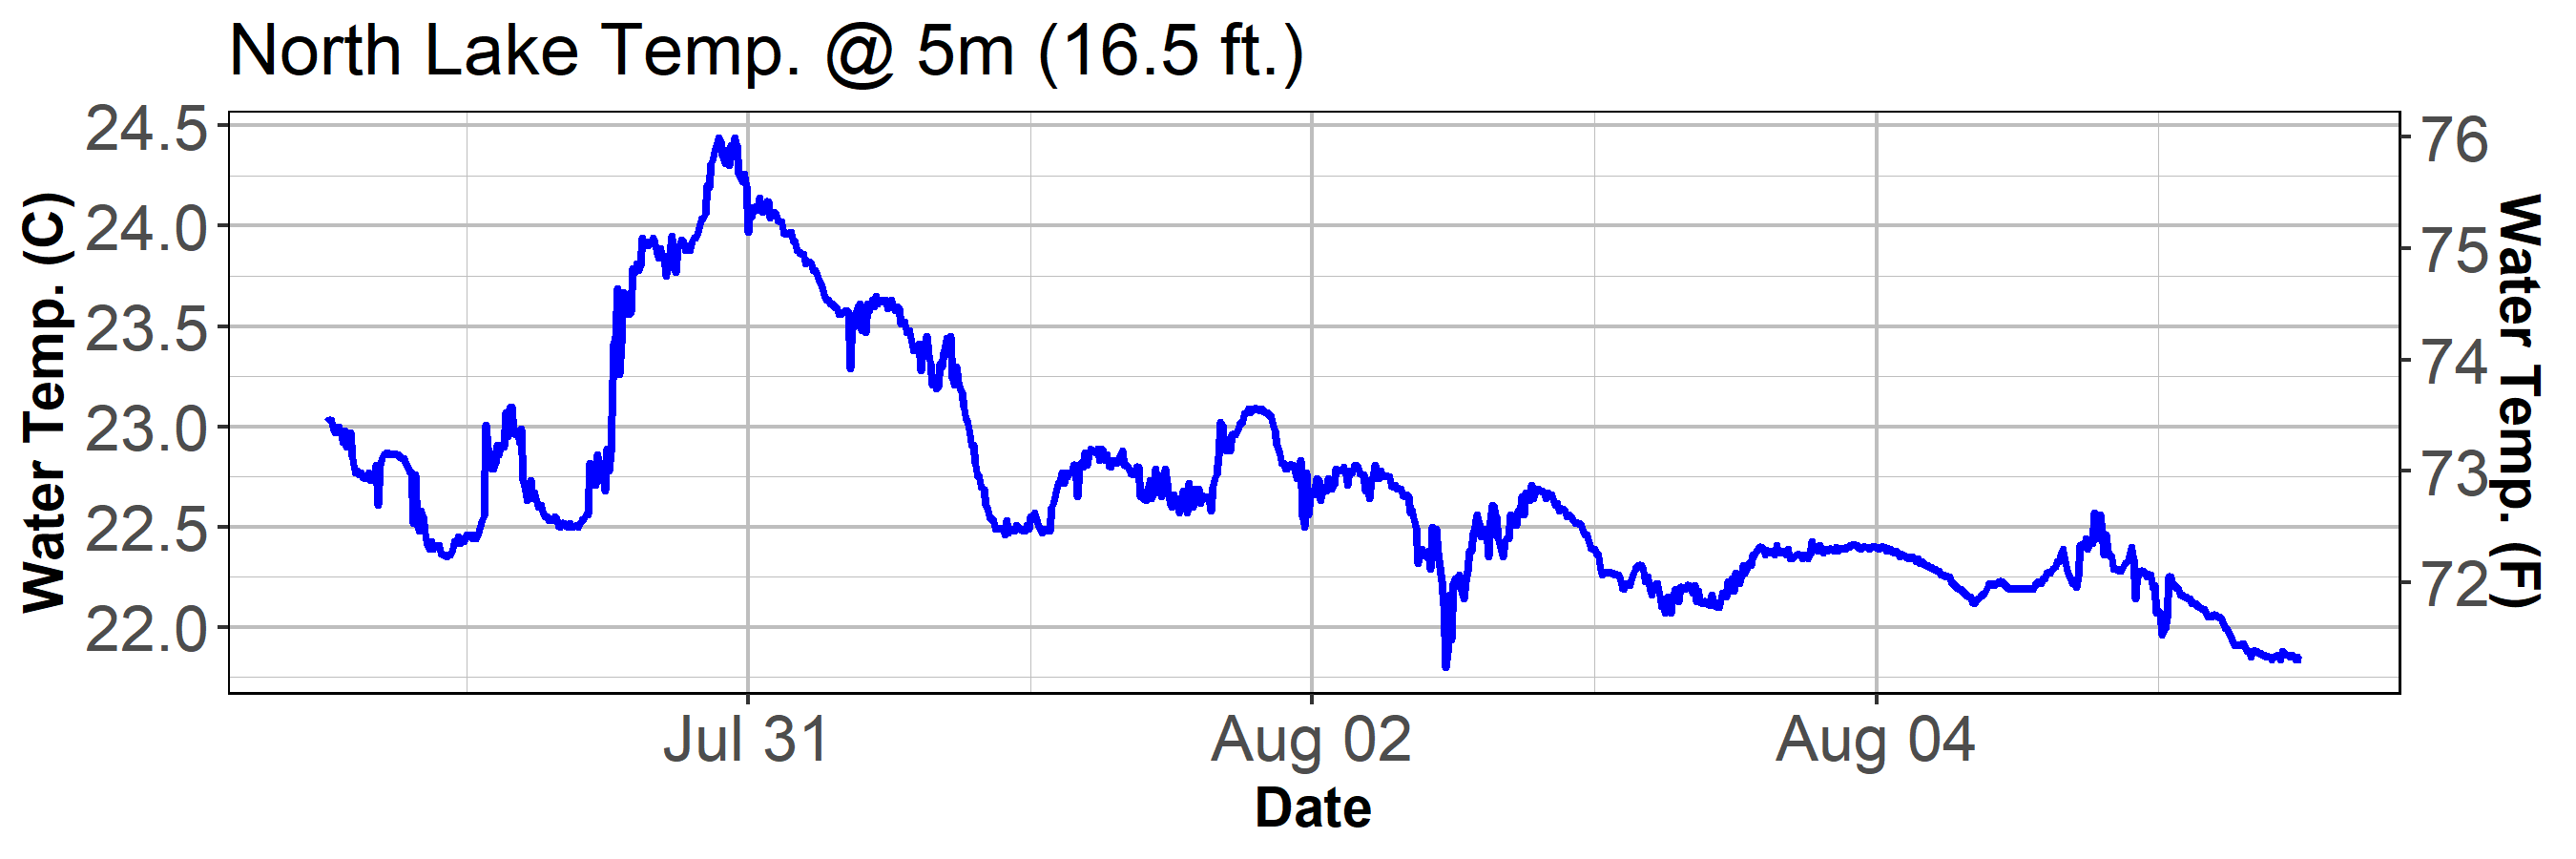 North Lake Temp. @ 5m (16.5 ft.)
Water Temp. (C)
24.5
24.0
23.5
23.0
22.5
22.0
76
75
74
73
72
Water Temp. (F)
Jul 31 Aug 02 Aug 04
Date